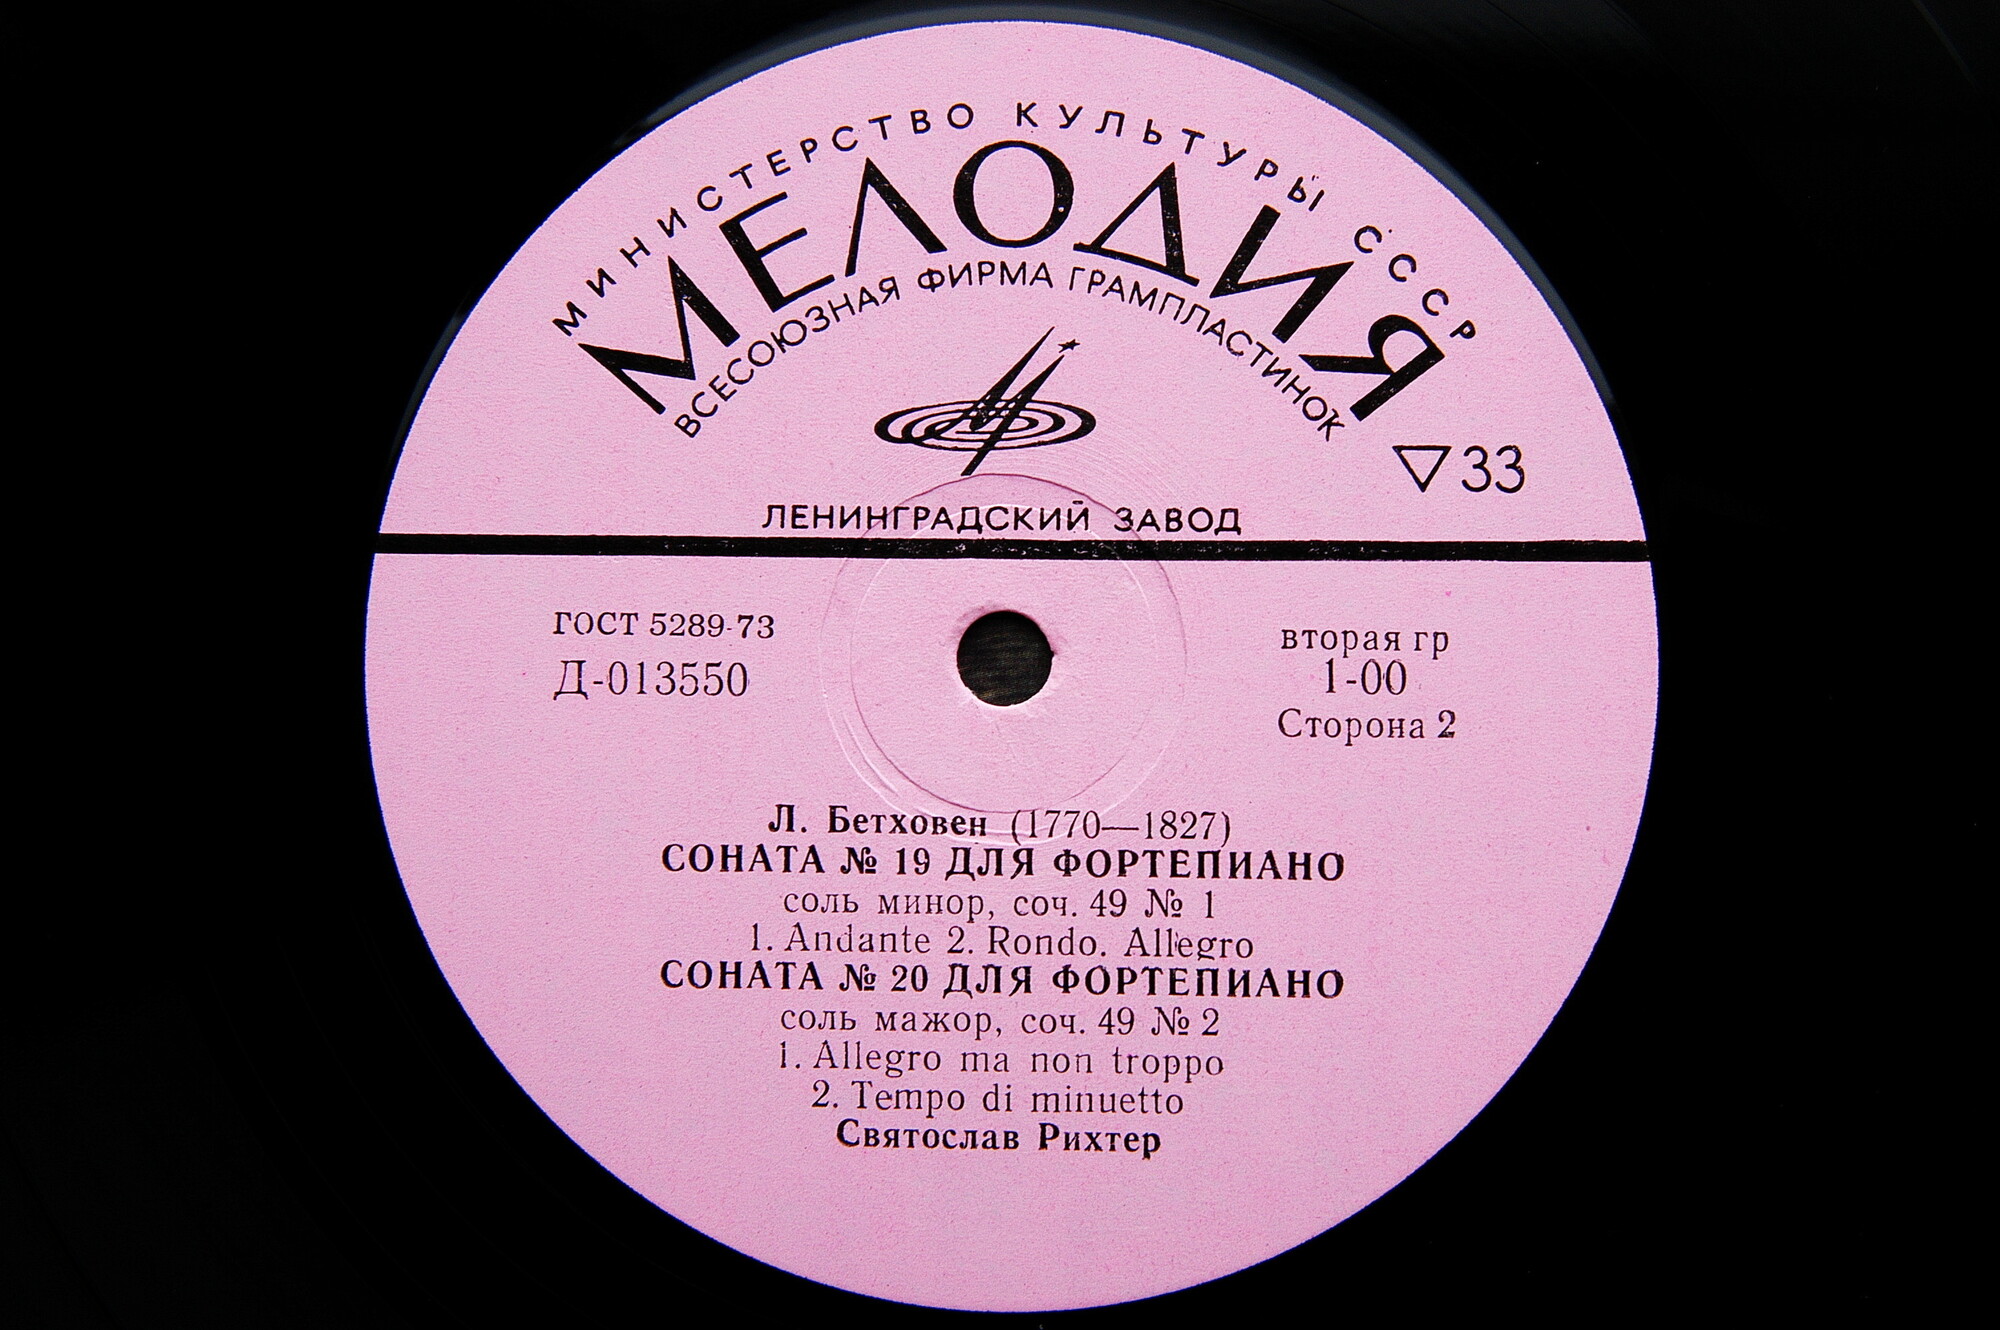 МИНИСТЕРСТВО КУЛЬТУРЫ СССР
МЕЛОДИЯ
ВСЕСОЮЗНАЯ ФИРМА ГРАМПЛАСТИНОК
▽33
ЛЕНИНГРАДСКИЙ ЗАВОД
ГОСТ 5289-73
Д-013550
вторая гр
1-00
Сторона 2
Л. Бетховен (1770—1827)
СОНАТА № 19 ДЛЯ ФОРТЕПИАНО
соль минор, соч. 49 № 1
1. Andante 2. Rondo. Allegro
СОНАТА № 20 ДЛЯ ФОРТЕПИАНО
соль мажор, соч. 49 № 2
1. Allegro ma non troppo
2. Tempo di minuetto
Святослав Рихтер